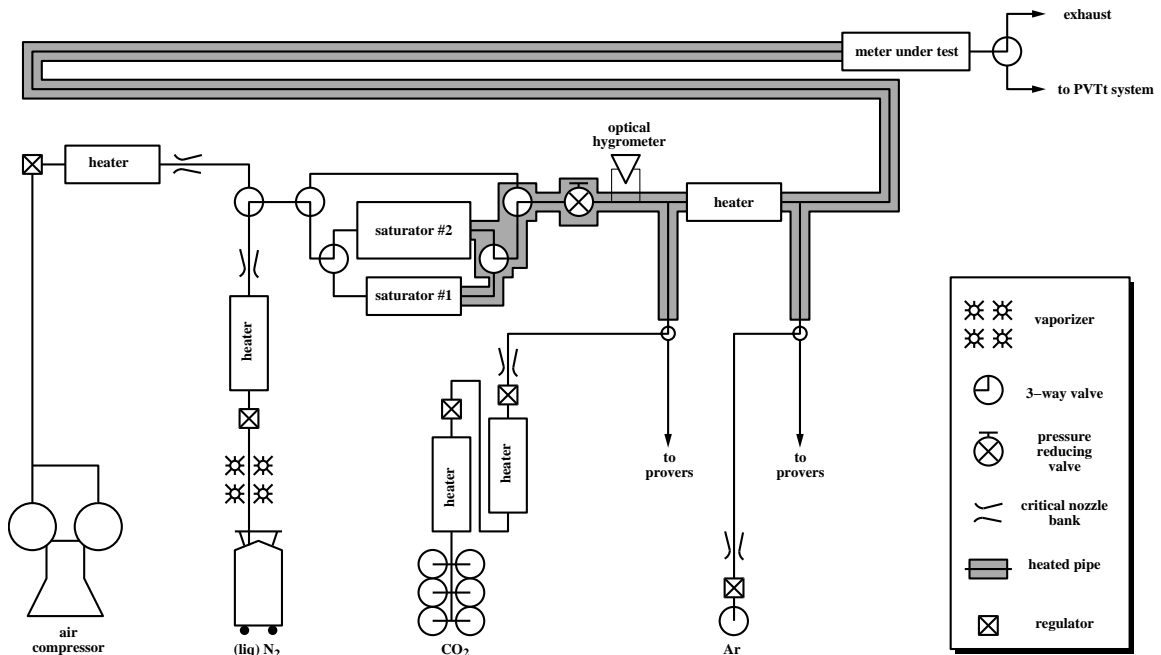 exhaust
meter under test
to PVTt system
optical
hygrometer
heater
saturator #2
heater
saturator #1
heater
vaporizer
3−way valve
pressure
reducing
valve
to
provers
to
provers
heater
heater
critical nozzle
bank
heated pipe
regulator
air
compressor
(liq) N2
CO2
Ar